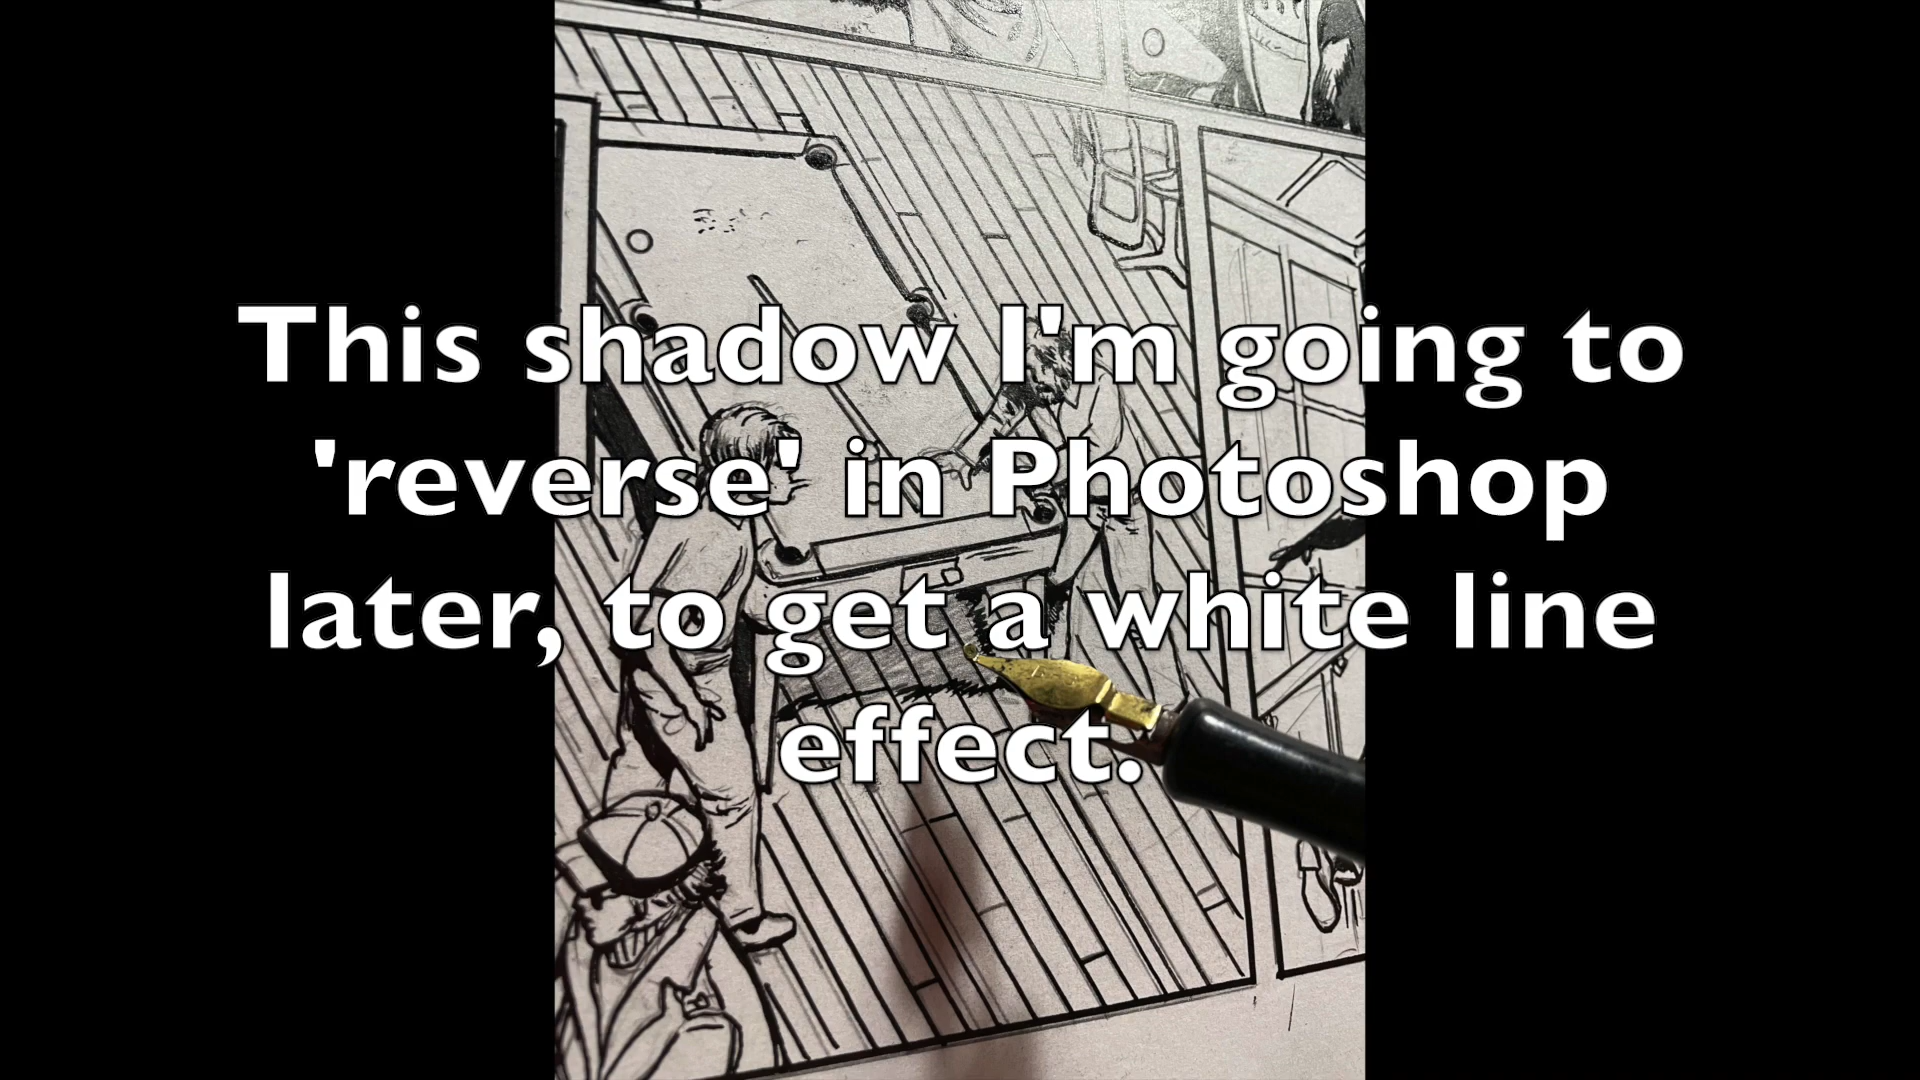 This shadow I'm going to
'reverse' in Photoshop
later, to get a white line
effect.